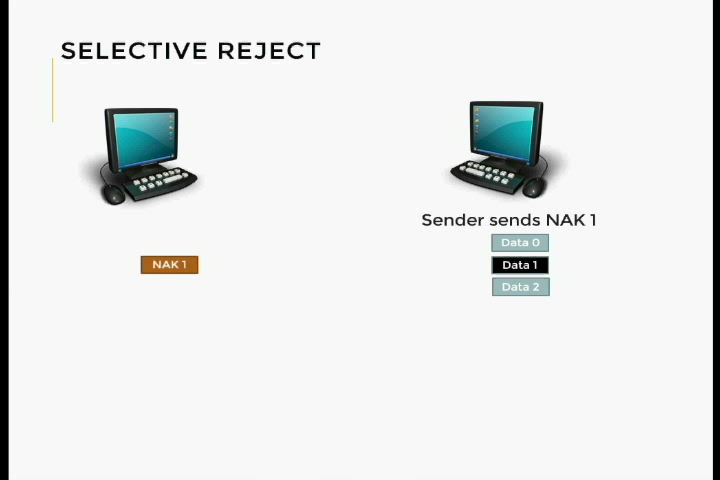 SELECTIVE REJECT
Sender sends NAK 1
Data 0
NAK 1
Data 1
Data 2